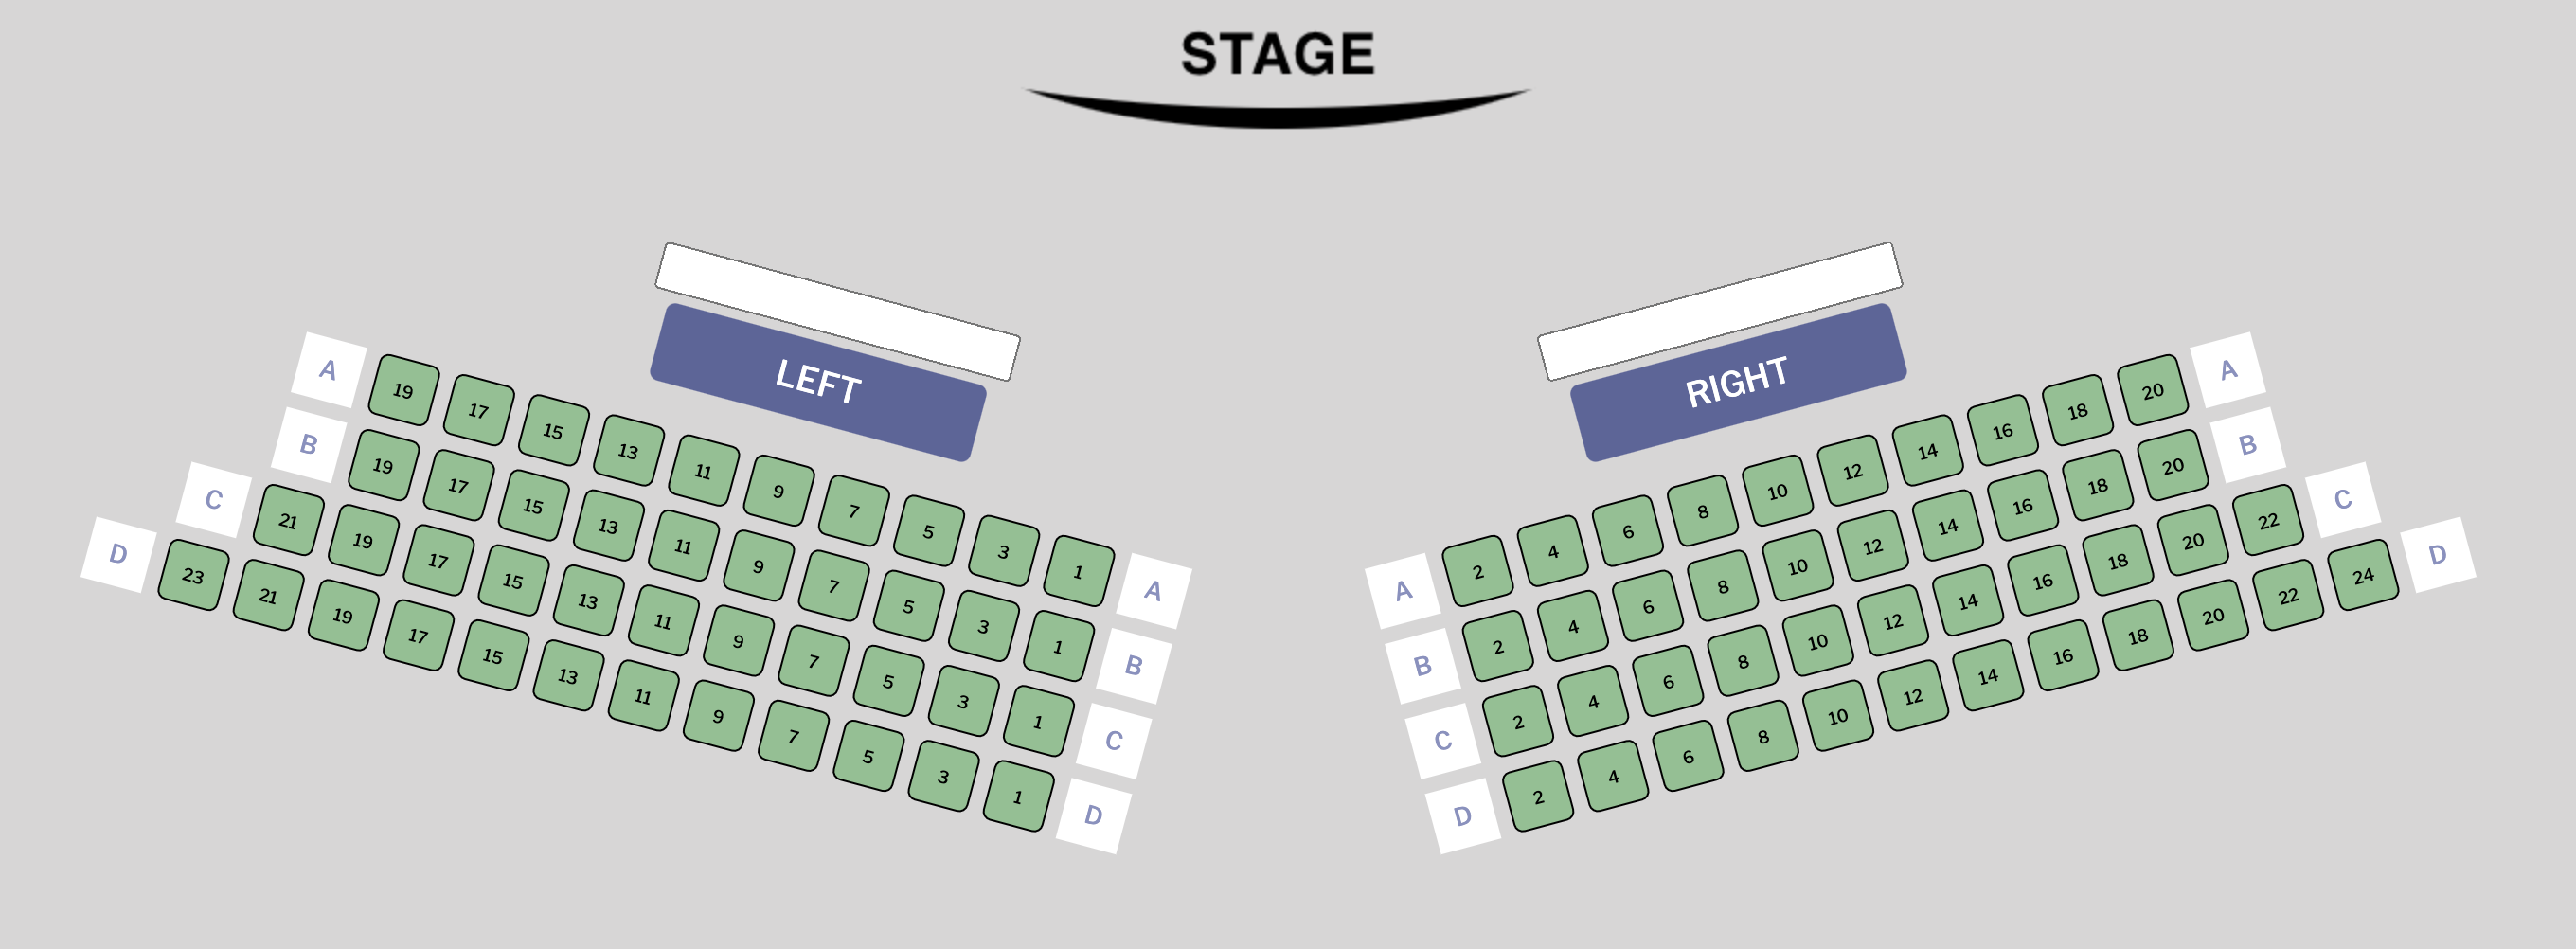 STAGE
LEFT
RIGHT
A 19 17 15 13 11 9 7 5 3 1 A
B 19 17 15 13 11 9 7 5 3 1 B
C 21 19 17 15 13 11 9 7 5 3 1 C
D 23 21 19 17 15 13 11 9 7 5 3 1 D
A 2 4 6 8 10 12 14 16 18 20 A
B 2 4 6 8 10 12 14 16 18 20 B
C 2 4 6 8 10 12 14 16 18 20 22 C
D 2 4 6 8 10 12 14 16 18 20 22 24 D